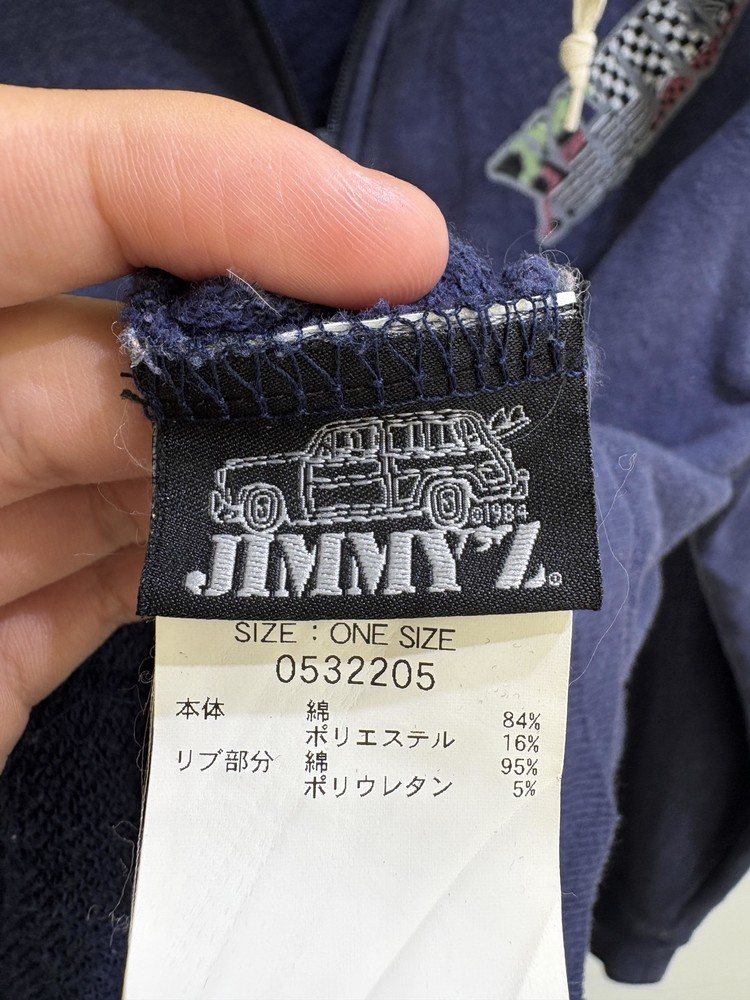 ©1984
JIMMY'Z®
SIZE : ONE SIZE
0532205
本体 綿 84%
ポリエステル 16%
リブ部分 綿 95%
ポリウレタン 5%